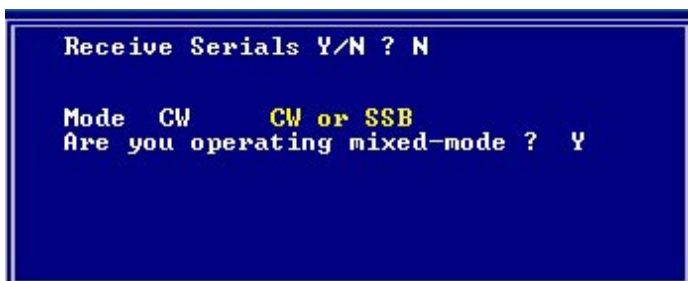 Receive Serials Y/N ? N
Mode CW CW or SSB
Are you operating mixed-mode ? Y